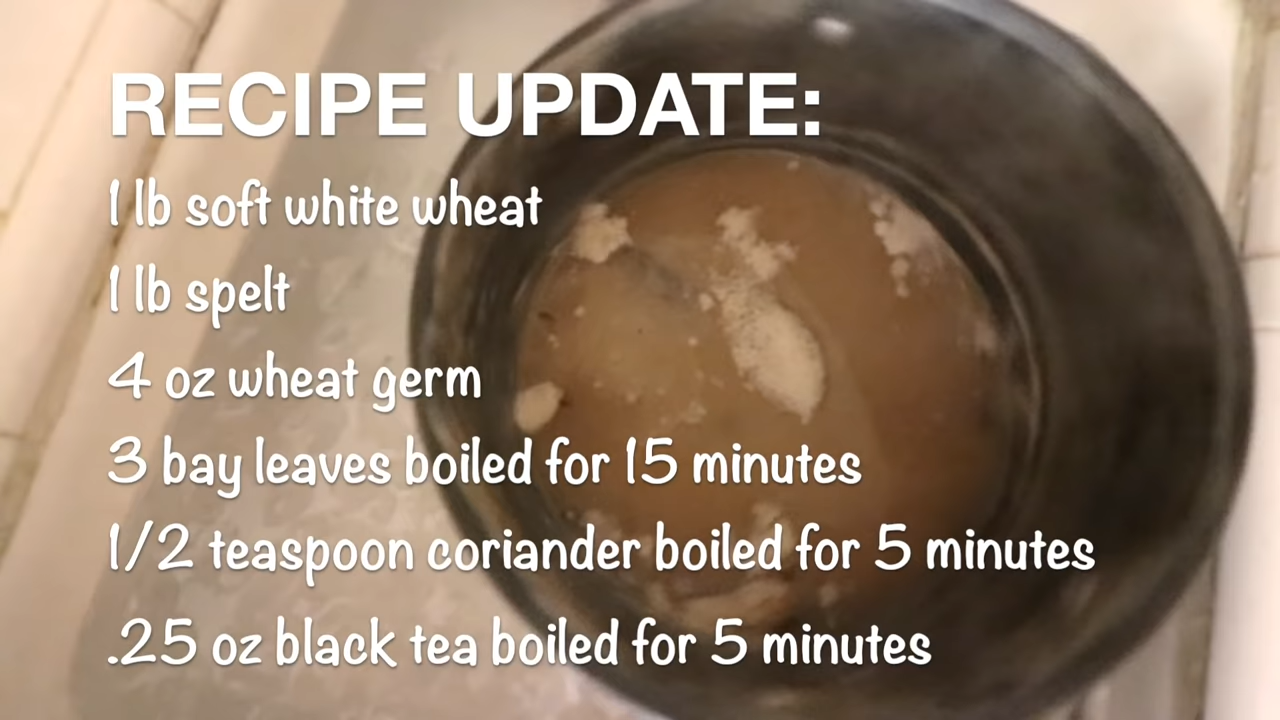 RECIPE UPDATE:
1 lb soft white wheat
1 lb spelt
4 oz wheat germ
3 bay leaves boiled for 15 minutes
1/2 teaspoon coriander boiled for 5 minutes
.25 oz black tea boiled for 5 minutes